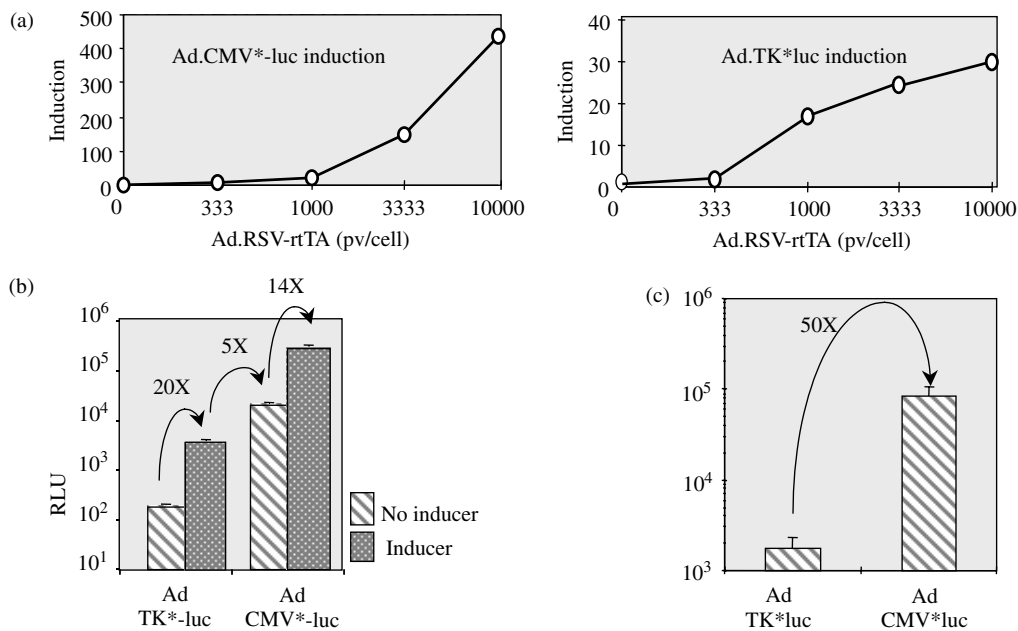 (a)
500
400
300
200
100
0
Induction
Ad.CMV*-luc induction
0 333 1000 3333 10000
Ad.RSV-rtTA (pv/cell)
40
30
20
10
0
Induction
Ad.TK*luc induction
0 333 1000 3333 10000
Ad.RSV-rtTA (pv/cell)
(b)
10^6
10^5
10^4
10^3
10^2
10^1
RLU
20X
5X
14X
No inducer
Inducer
Ad
TK*-luc
Ad
CMV*-luc
(c)
10^6
10^5
10^4
10^3
50X
Ad
TK*luc
Ad
CMV*luc